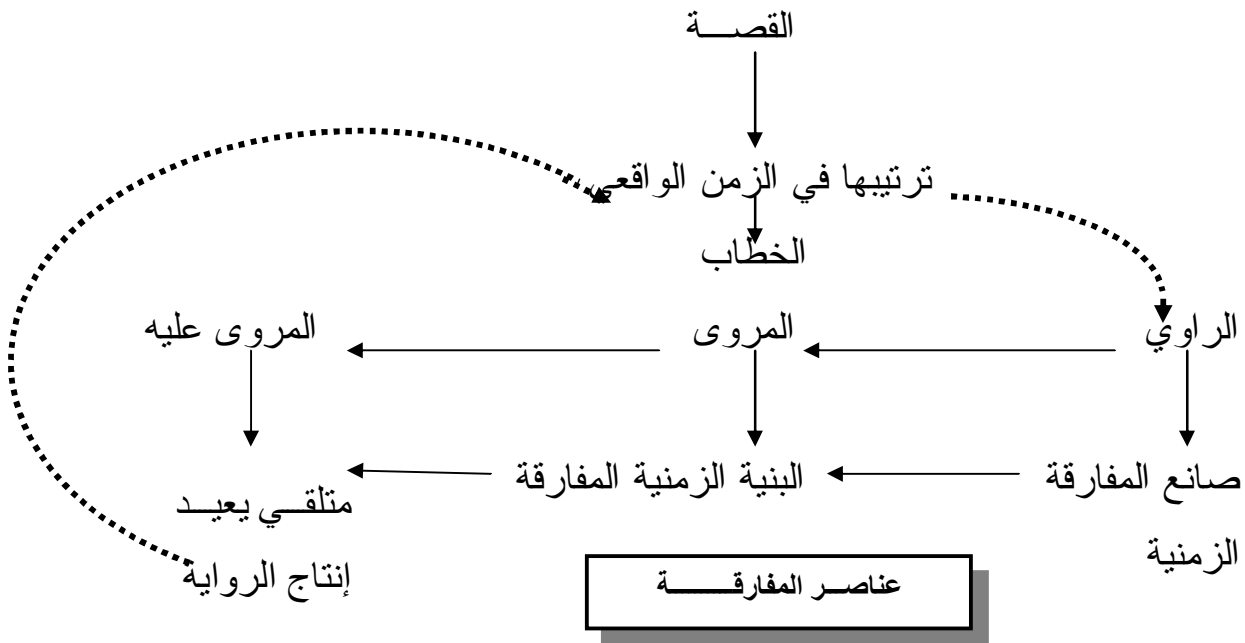 القصة
ترتيبها في الزمن الواقعي
الخطاب
الراوي المروى المروى عليه
صانع المفارقة البنية الزمنية المفارقة متلقي يعيد
الزمنية إنتاج الرواية
عناصر المفارقة